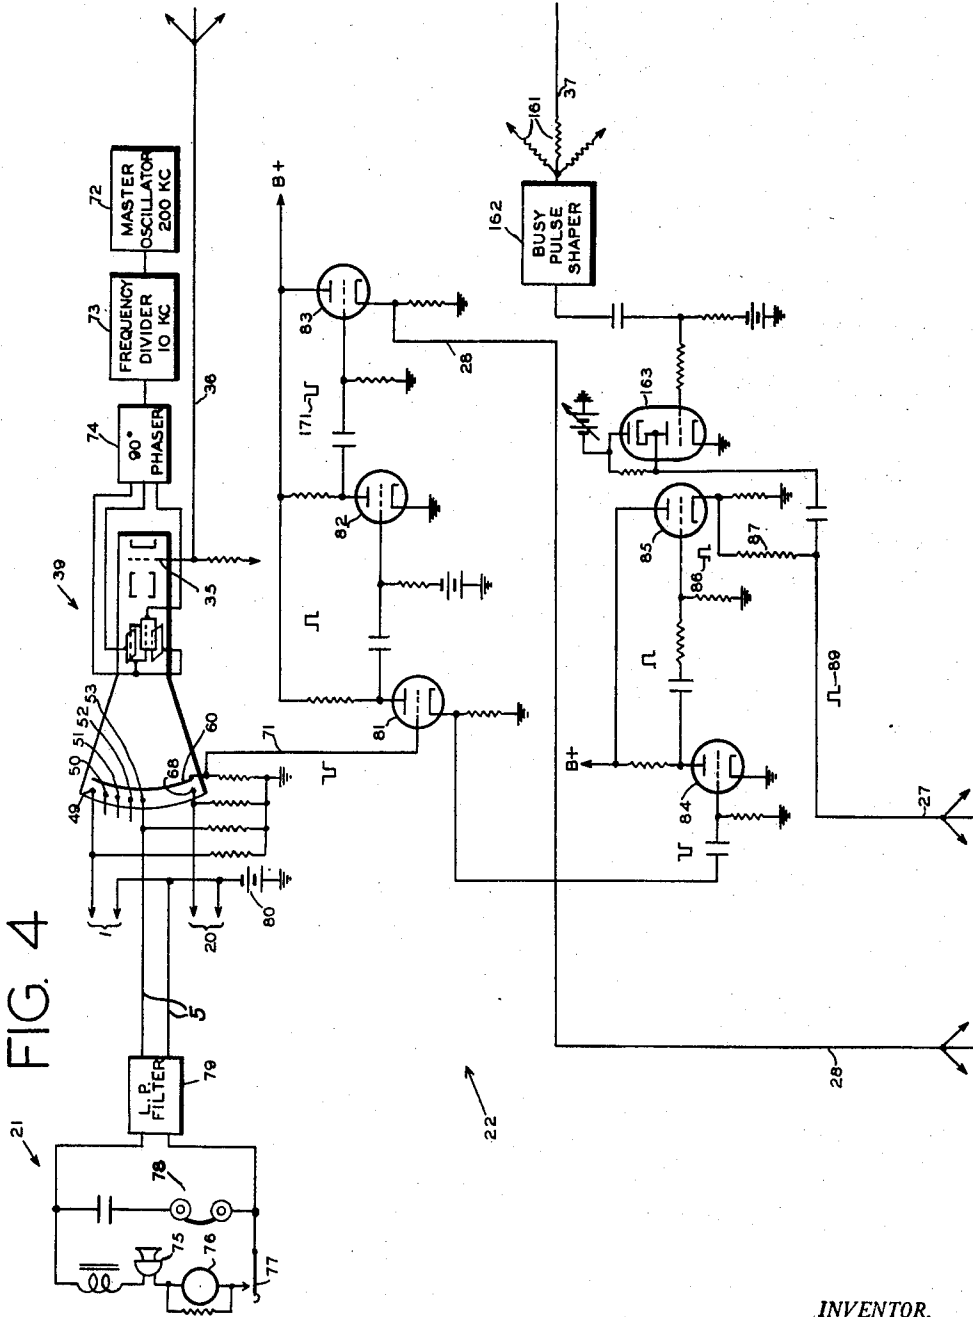 FIG. 4
21
75
76
77
78
L.P.
FILTER
79
5
1
20
80
49
50
51
52
53
68
60
71
39
35
36
90°
PHASER
74
FREQUENCY
DIVIDER
10 KC
73
MASTER
OSCILLATOR
200 KC
72
B+
81
82
83
171
28
22
28
B+
84
85
86
87
89
27
163
BUSY
PULSE
SHAPER
162
161
37
INVENTOR.